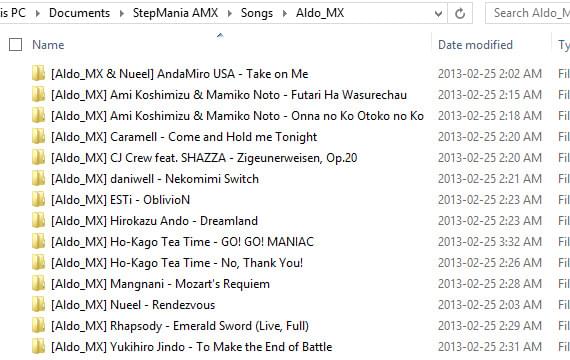 is PC > Documents > StepMania AMX > Songs > Aldo_MX Search Aldo_M
Name Date modified Ty
[Aldo_MX & Nueel] AndaMiro USA - Take on Me 2013-02-25 2:02 AM Fil
[Aldo_MX] Ami Koshimizu & Mamiko Noto - Futari Ha Wasurechau 2013-02-25 2:15 AM Fil
[Aldo_MX] Ami Koshimizu & Mamiko Noto - Onna no Ko Otoko no Ko 2013-02-25 2:18 AM Fil
[Aldo_MX] Caramell - Come and Hold me Tonight 2013-02-25 2:20 AM Fil
[Aldo_MX] CJ Crew feat. SHAZZA - Zigeunerweisen, Op.20 2013-02-25 2:20 AM Fil
[Aldo_MX] daniwell - Nekomimi Switch 2013-02-25 2:21 AM Fil
[Aldo_MX] ESTi - OblivioN 2013-02-25 2:23 AM Fil
[Aldo_MX] Hirokazu Ando - Dreamland 2013-02-25 2:23 AM Fil
[Aldo_MX] Ho-Kago Tea Time - GO! GO! MANIAC 2013-02-25 3:32 AM Fil
[Aldo_MX] Ho-Kago Tea Time - No, Thank You! 2013-02-25 2:26 AM Fil
[Aldo_MX] Mangnani - Mozart's Requiem 2013-02-25 2:28 AM Fil
[Aldo_MX] Nueel - Rendezvous 2013-02-25 2:03 AM Fil
[Aldo_MX] Rhapsody - Emerald Sword (Live, Full) 2013-02-25 2:29 AM Fil
[Aldo_MX] Yukihiro Jindo - To Make the End of Battle 2013-02-25 2:31 AM Fil